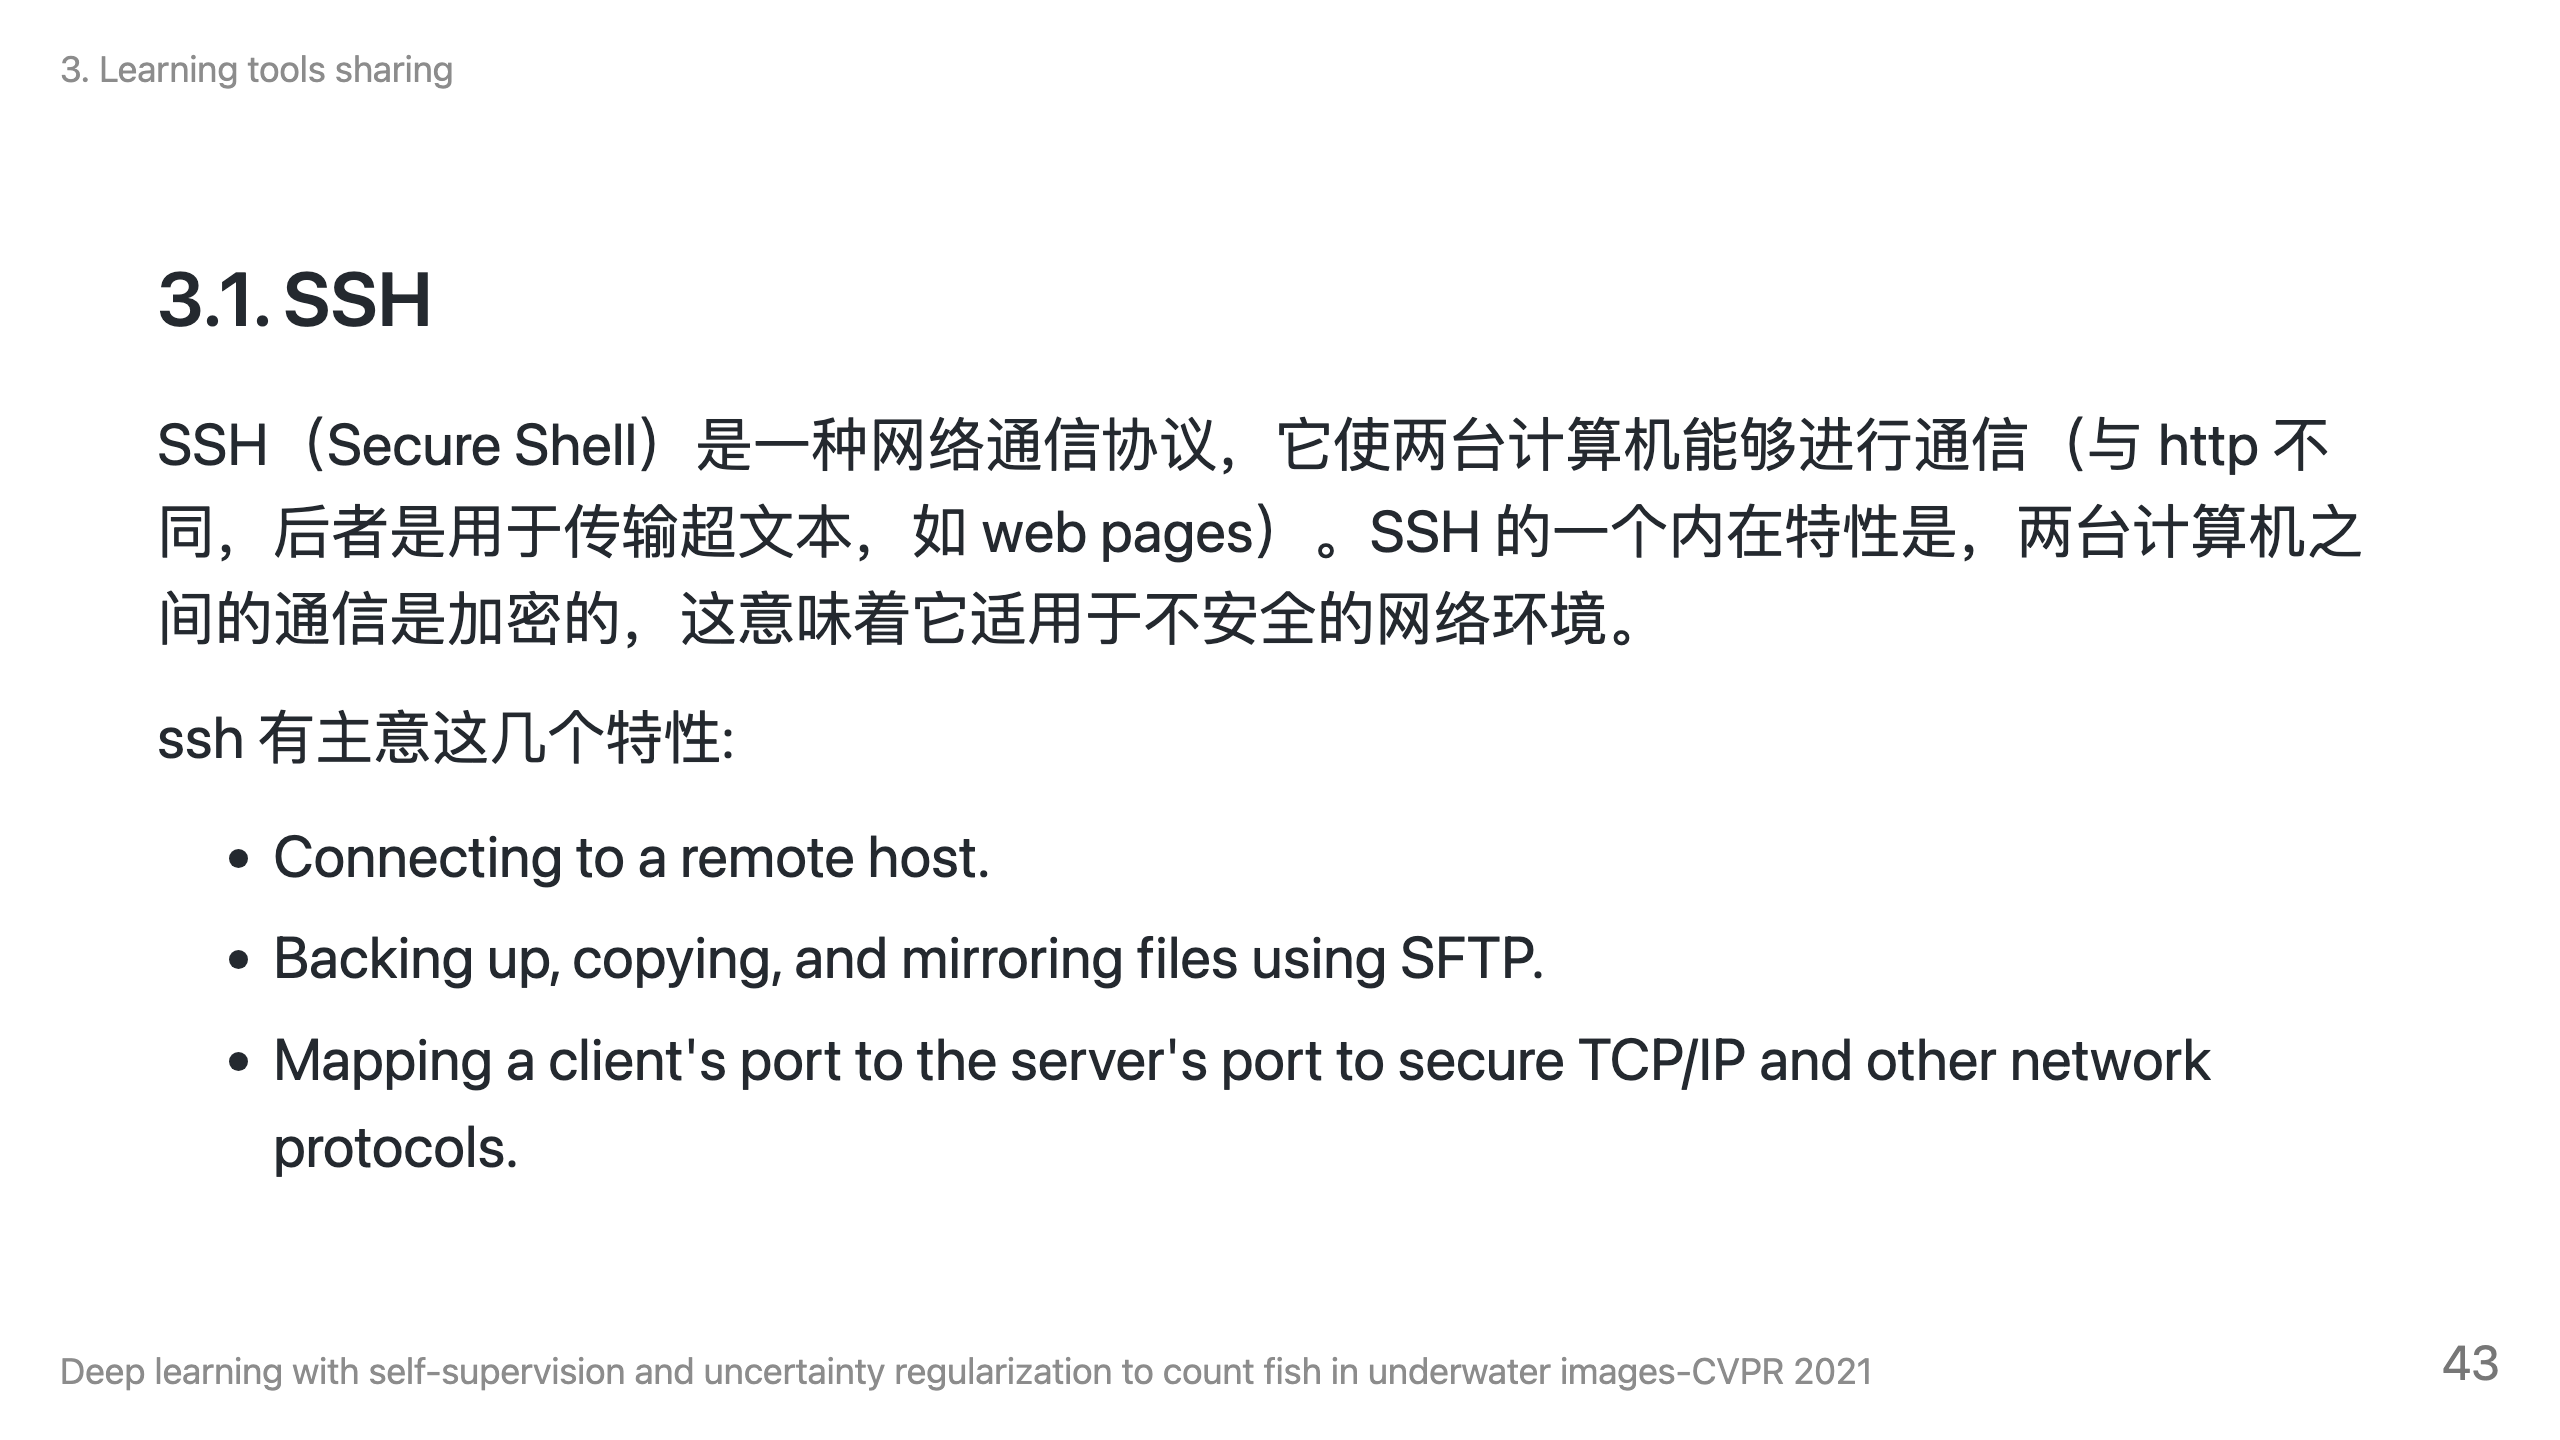 3. Learning tools sharing
3.1. SSH
SSH（Secure Shell）是一种网络通信协议，它使两台计算机能够进行通信（与 http 不
同，后者是用于传输超文本，如 web pages） 。SSH 的一个内在特性是，两台计算机之
间的通信是加密的，这意味着它适用于不安全的网络环境。
ssh 有主意这几个特性:
• Connecting to a remote host.
• Backing up, copying, and mirroring files using SFTP.
• Mapping a client's port to the server's port to secure TCP/IP and other network
protocols.
Deep learning with self-supervision and uncertainty regularization to count fish in underwater images-CVPR 2021
43